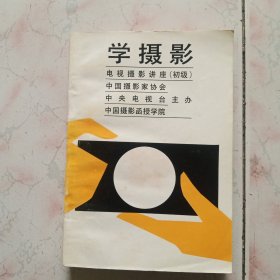 学摄影
电视摄影讲座(初级)
中国摄影家协会
中央电视台主办
中国摄影函授学院